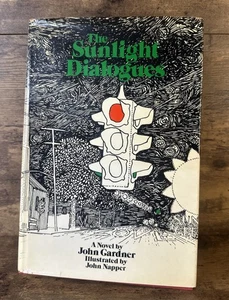 The
Sunlight
Dialogues
A Novel by
John Gardner
Illustrated by
John Napper